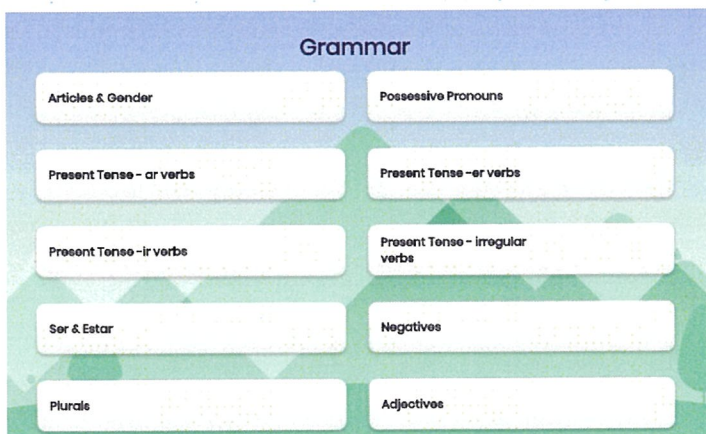 Grammar
Articles & Gender
Possessive Pronouns
Present Tense - ar verbs
Present Tense -er verbs
Present Tense -ir verbs
Present Tense - irregular
verbs
Ser & Estar
Negatives
Plurals
Adjectives